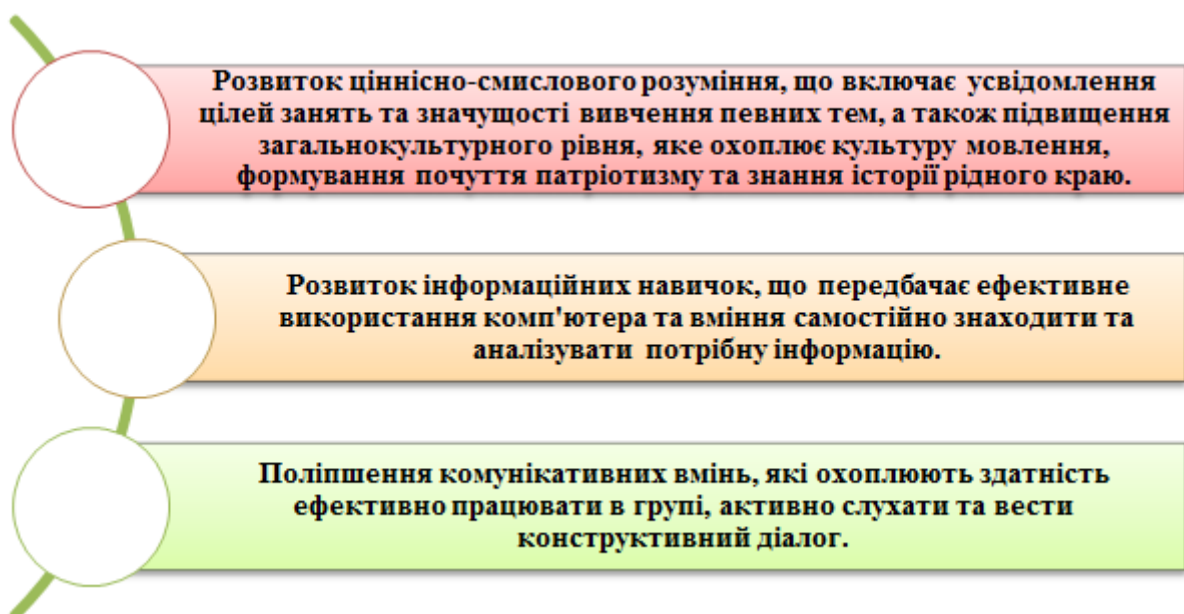 Розвиток ціннісно-смислового розуміння, що включає усвідомлення
цілей занять та значущості вивчення певних тем, а також підвищення
загальнокультурного рівня, яке охоплює культуру мовлення,
формування почуття патріотизму та знання історії рідного краю.
Розвиток інформаційних навичок, що передбачає ефективне
використання комп'ютера та вміння самостійно знаходити та
аналізувати потрібну інформацію.
Поліпшення комунікативних вмінь, які охоплюють здатність
ефективно працювати в групі, активно слухати та вести
конструктивний діалог.